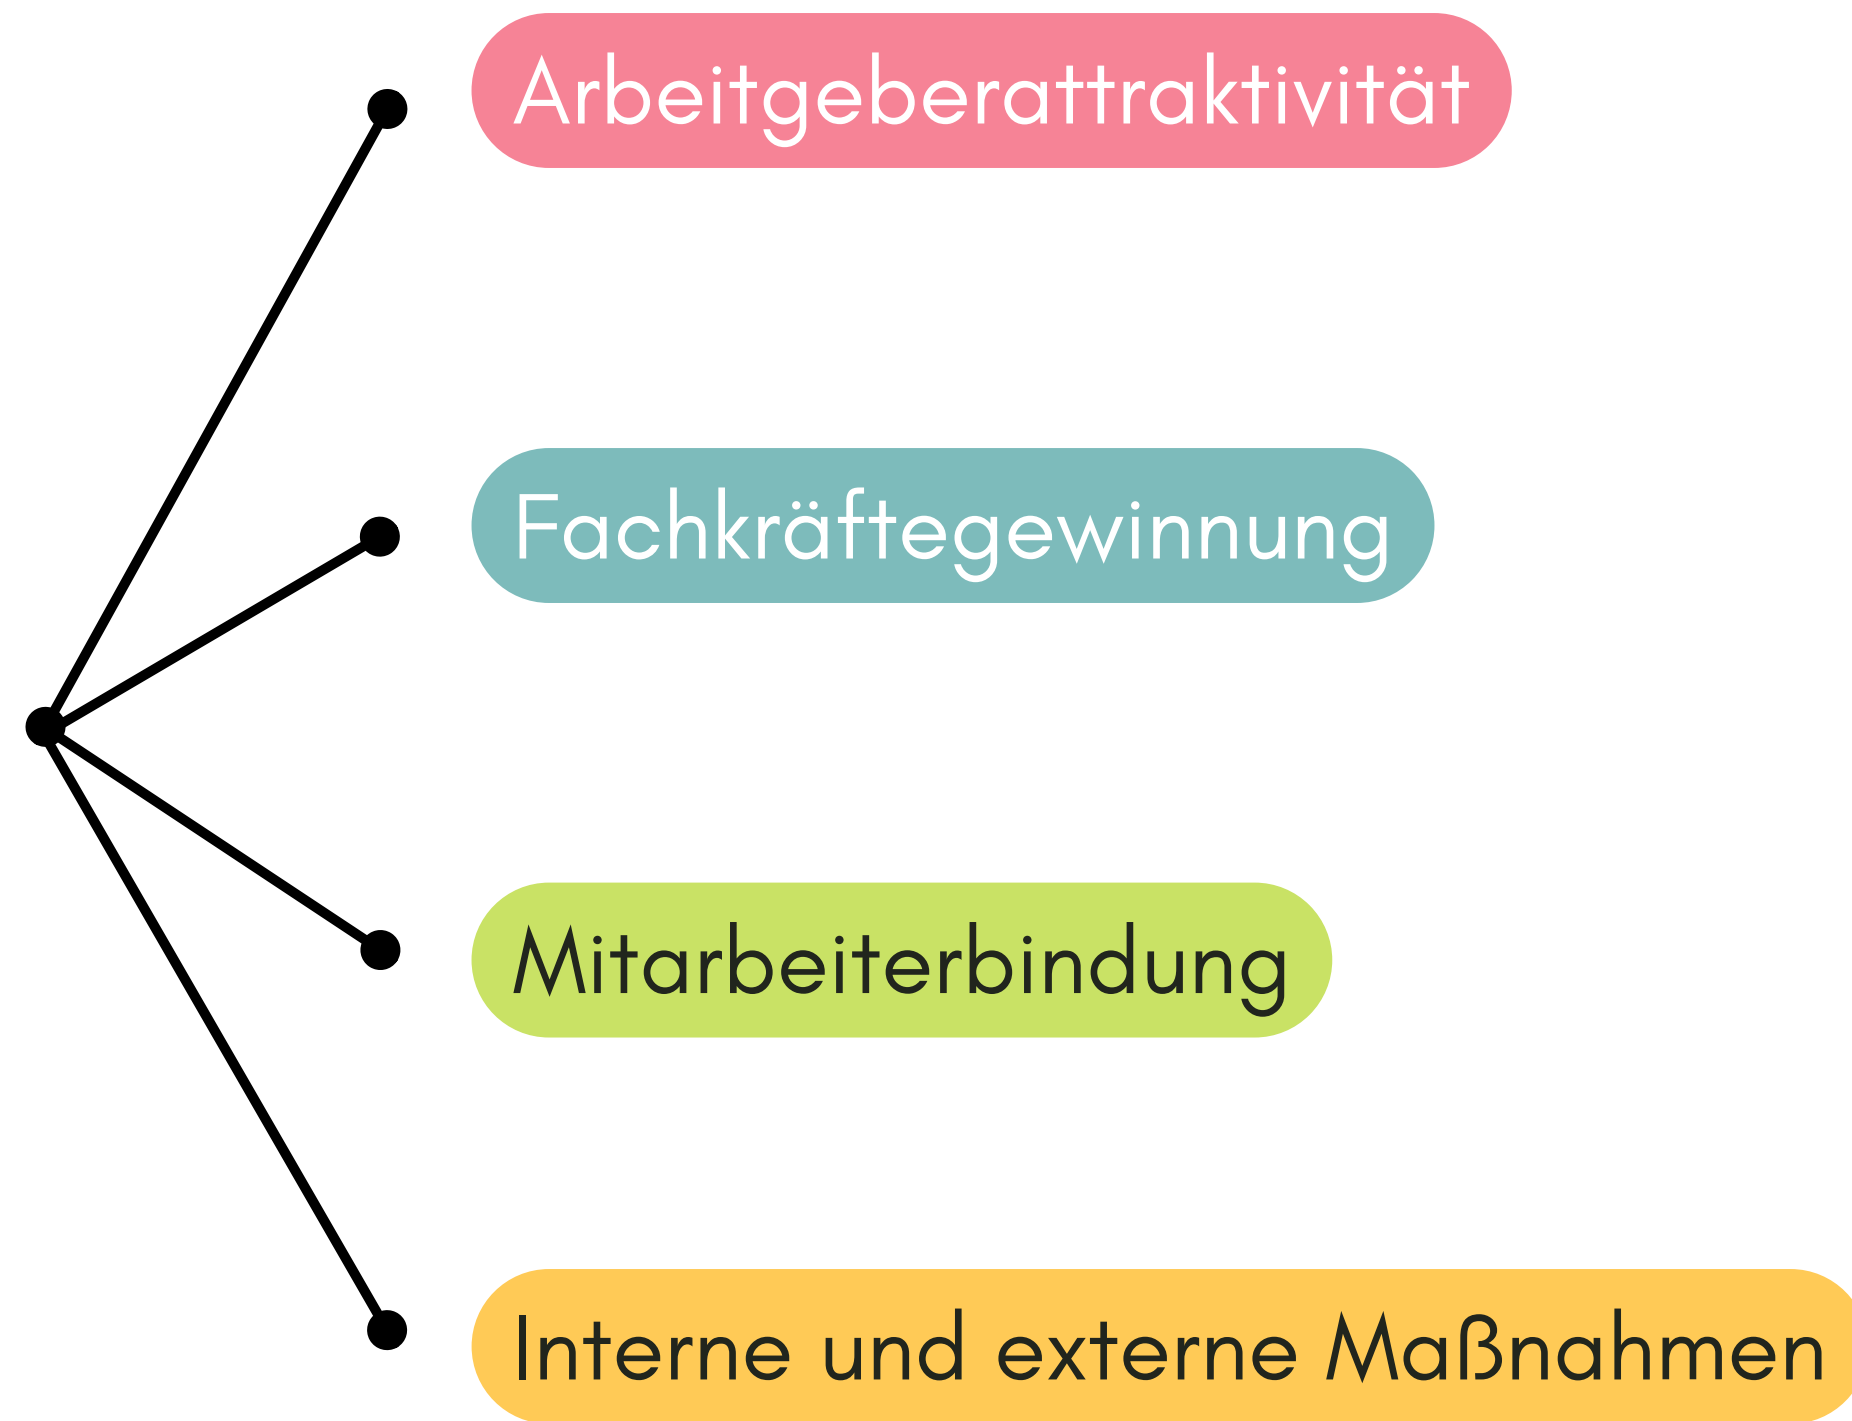 Arbeitgeberattraktivität
Fachkräftegewinnung
Mitarbeiterbindung
Interne und externe Maßnahmen